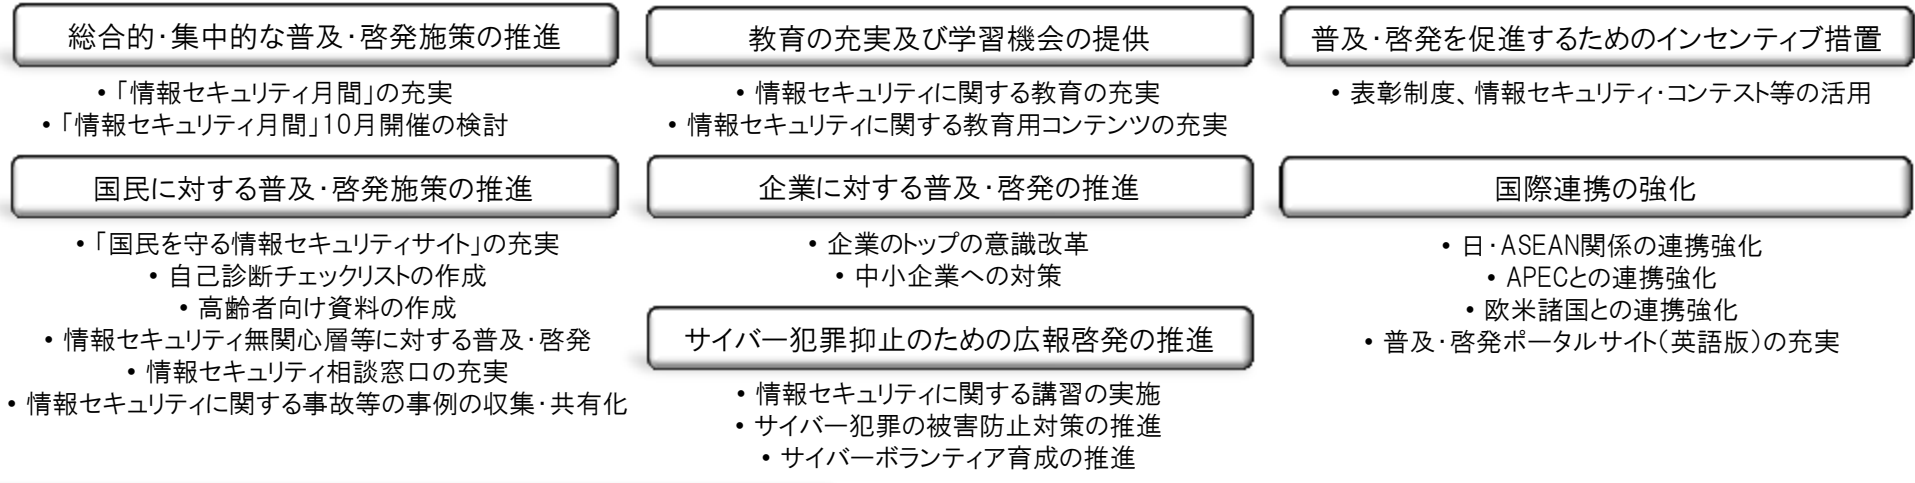 総合的・集中的な普及・啓発施策の推進
• 「情報セキュリティ月間」の充実
• 「情報セキュリティ月間」10月開催の検討
教育の充実及び学習機会の提供
• 情報セキュリティに関する教育の充実
• 情報セキュリティに関する教育用コンテンツの充実
普及・啓発を促進するためのインセンティブ措置
• 表彰制度、情報セキュリティ・コンテスト等の活用
国民に対する普及・啓発施策の推進
• 「国民を守る情報セキュリティサイト」の充実
• 自己診断チェックリストの作成
• 高齢者向け資料の作成
• 情報セキュリティ無関心層等に対する普及・啓発
• 情報セキュリティ相談窓口の充実
• 情報セキュリティに関する事故等の事例の収集・共有化
企業に対する普及・啓発の推進
• 企業のトップの意識改革
• 中小企業への対策
サイバー犯罪抑止のための広報啓発の推進
• 情報セキュリティに関する講習の実施
• サイバー犯罪の被害防止対策の推進
• サイバーボランティア育成の推進
国際連携の強化
• 日・ASEAN関係の連携強化
• APECとの連携強化
• 欧米諸国との連携強化
• 普及・啓発ポータルサイト（英語版）の充実